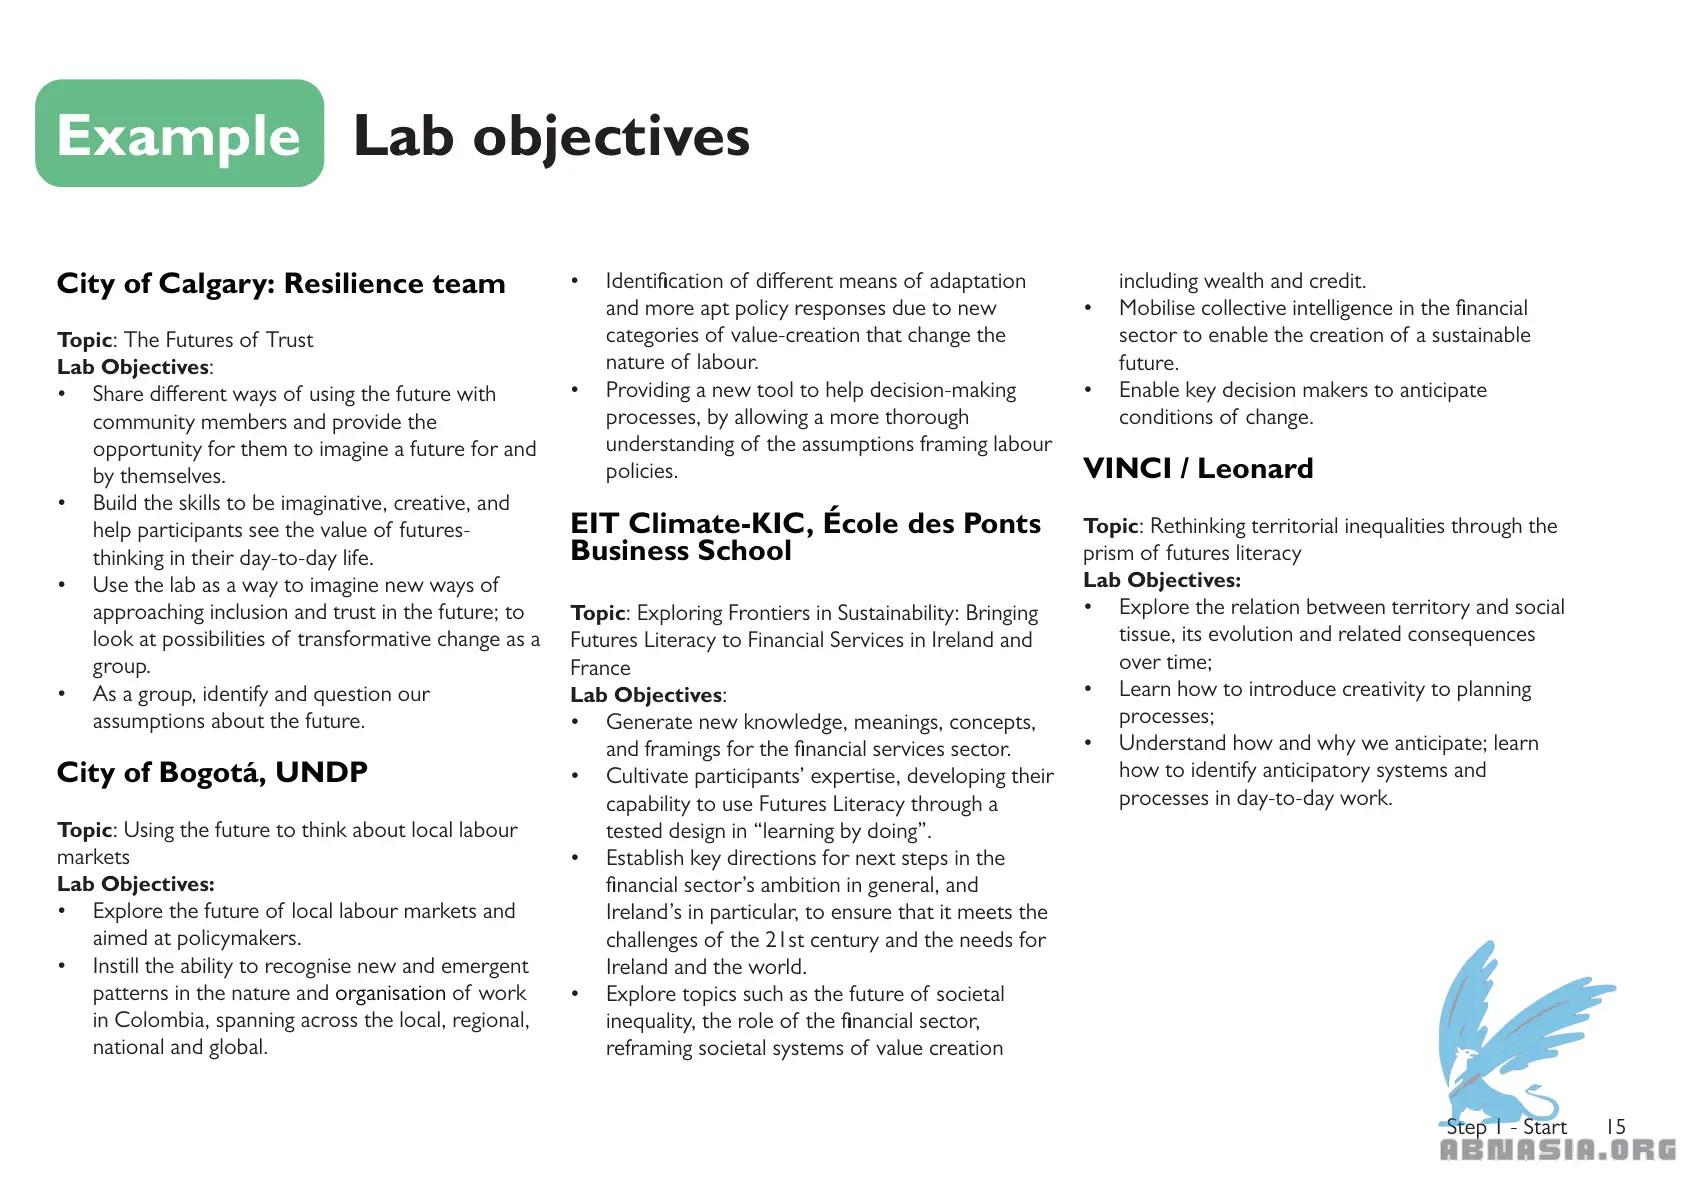 Example Lab objectives
City of Calgary: Resilience team
Topic: The Futures of Trust
Lab Objectives:
• Share different ways of using the future with
community members and provide the
opportunity for them to imagine a future for and
by themselves.
• Build the skills to be imaginative, creative, and
help participants see the value of futures-
thinking in their day-to-day life.
• Use the lab as a way to imagine new ways of
approaching inclusion and trust in the future; to
look at possibilities of transformative change as a
group.
• As a group, identify and question our
assumptions about the future.
City of Bogotá, UNDP
Topic: Using the future to think about local labour
markets
Lab Objectives:
• Explore the future of local labour markets and
aimed at policymakers.
• Instill the ability to recognise new and emergent
patterns in the nature and organisation of work
in Colombia, spanning across the local, regional,
national and global.
• Identification of different means of adaptation
and more apt policy responses due to new
categories of value-creation that change the
nature of labour.
• Providing a new tool to help decision-making
processes, by allowing a more thorough
understanding of the assumptions framing labour
policies.
EIT Climate-KIC, École des Ponts
Business School
Topic: Exploring Frontiers in Sustainability: Bringing
Futures Literacy to Financial Services in Ireland and
France
Lab Objectives:
• Generate new knowledge, meanings, concepts,
and framings for the financial services sector.
• Cultivate participants’ expertise, developing their
capability to use Futures Literacy through a
tested design in “learning by doing”.
• Establish key directions for next steps in the
financial sector’s ambition in general, and
Ireland’s in particular, to ensure that it meets the
challenges of the 21st century and the needs for
Ireland and the world.
• Explore topics such as the future of societal
inequality, the role of the financial sector,
reframing societal systems of value creation
including wealth and credit.
• Mobilise collective intelligence in the financial
sector to enable the creation of a sustainable
future.
• Enable key decision makers to anticipate
conditions of change.
VINCI / Leonard
Topic: Rethinking territorial inequalities through the
prism of futures literacy
Lab Objectives:
• Explore the relation between territory and social
tissue, its evolution and related consequences
over time;
• Learn how to introduce creativity to planning
processes;
• Understand how and why we anticipate; learn
how to identify anticipatory systems and
processes in day-to-day work.
Step 1 - Start 15
ABNASIA.ORG